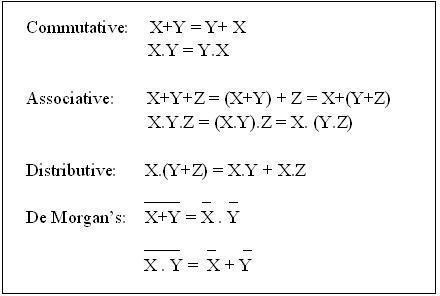 Commutative: X+Y = Y+ X
X.Y = Y.X
Associative: X+Y+Z = (X+Y) + Z = X+(Y+Z)
X.Y.Z = (X.Y).Z = X. (Y.Z)
Distributive: X.(Y+Z) = X.Y + X.Z
De Morgan's: X̅+̅Y̅ = X̅ . Y̅
X̅ ̅.̅ ̅Y̅ = X̅ + Y̅